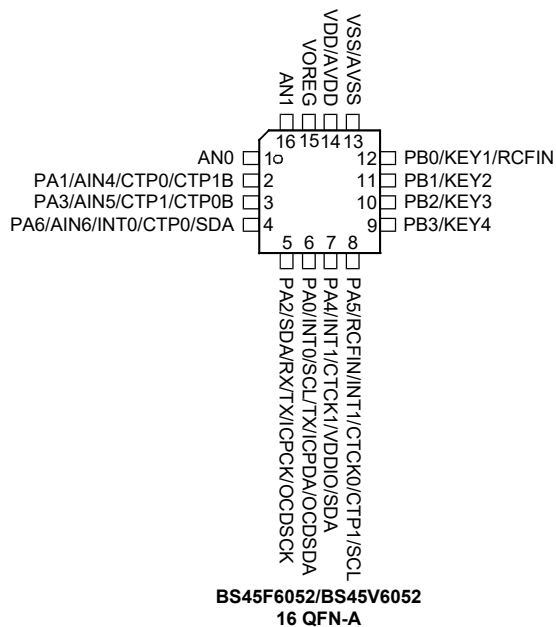 AN1
VOREG
VDD/AVDD
VSS/AVSS
16 15 14 13
AN0 1
PA1/AIN4/CTP0/CTP1B 2
PA3/AIN5/CTP1/CTP0B 3
PA6/AIN6/INT0/CTP0/SDA 4
12 PB0/KEY1/RCFIN
11 PB1/KEY2
10 PB2/KEY3
9 PB3/KEY4
5 6 7 8
PA2/SDA/RX/TX/ICPCK/OCDSCK
PA0/INT0/SCL/TX/ICPDA/OCDSDA
PA4/INT1/CTCK1/VDDIO/SDA
PA5/RCFIN/INT1/CTCK0/CTP1/SCL
BS45F6052/BS45V6052
16 QFN-A